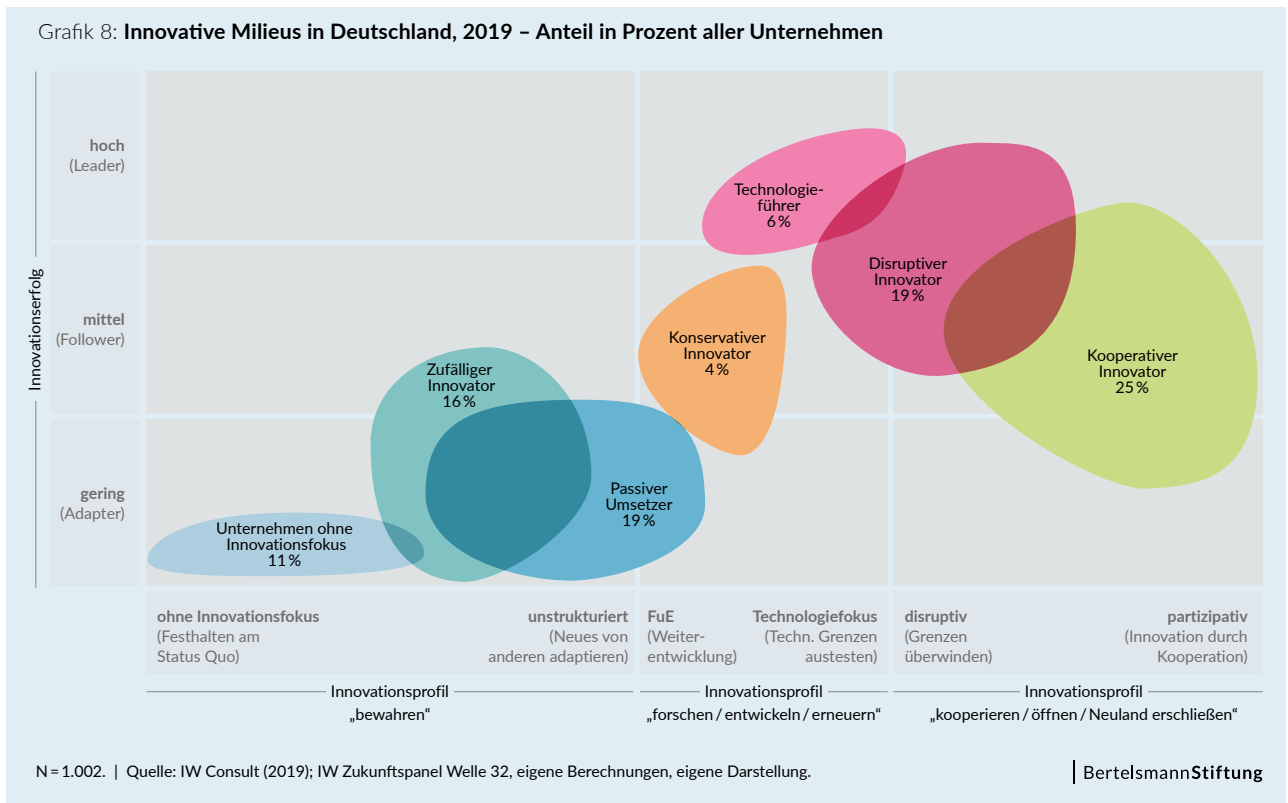 Grafik 8: Innovative Milieus in Deutschland, 2019 – Anteil in Prozent aller Unternehmen
Innovationserfolg
hoch
(Leader)
mittel
(Follower)
gering
(Adapter)
Technologie-
führer
6 %
Disruptiver
Innovator
19 %
Konservativer
Innovator
4 %
Kooperativer
Innovator
25 %
Zufälliger
Innovator
16 %
Passiver
Umsetzer
19 %
Unternehmen ohne
Innovationsfokus
11 %
ohne Innovationsfokus
(Festhalten am
Status Quo)
unstrukturiert
(Neues von
anderen adaptieren)
FuE
(Weiter-
entwicklung)
Technologiefokus
(Techn. Grenzen
austesten)
disruptiv
(Grenzen
überwinden)
partizipativ
(Innovation durch
Kooperation)
Innovationsprofil
„bewahren“
Innovationsprofil
„forschen / entwickeln / erneuern“
Innovationsprofil
„kooperieren / öffnen / Neuland erschließen“
N = 1.002. | Quelle: IW Consult (2019); IW Zukunftspanel Welle 32, eigene Berechnungen, eigene Darstellung.
BertelsmannStiftung